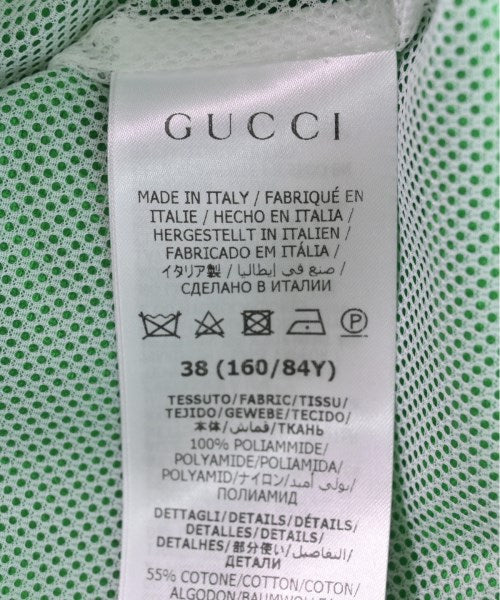 GUCCI
MADE IN ITALY / FABRIQUÉ EN
ITALIE / HECHO EN ITALIA /
HERGESTELLT IN ITALIEN /
FABRICADO EM ITÁLIA /
イタリア製 / صنع في إيطاليا /
СДЕЛАНО В ИТАЛИИ
P
38 (160/84Y)
TESSUTO/FABRIC/TISSU/
TEJIDO/GEWEBE/TECIDO/
本体/قماش/ТКАНЬ
100% POLIAMMIDE/
POLYAMIDE/POLIAMIDA/
POLYAMID/ナイロン/بولي أميد/
ПОЛИАМИД
DETTAGLI/DETAILS/DÉTAILS/
DETALLES/DETAILS/
DETALHES/部分使い/التفاصيل/
55% COTONE/COTTON/COTON/
ALGODON/BAUMWOLLE/